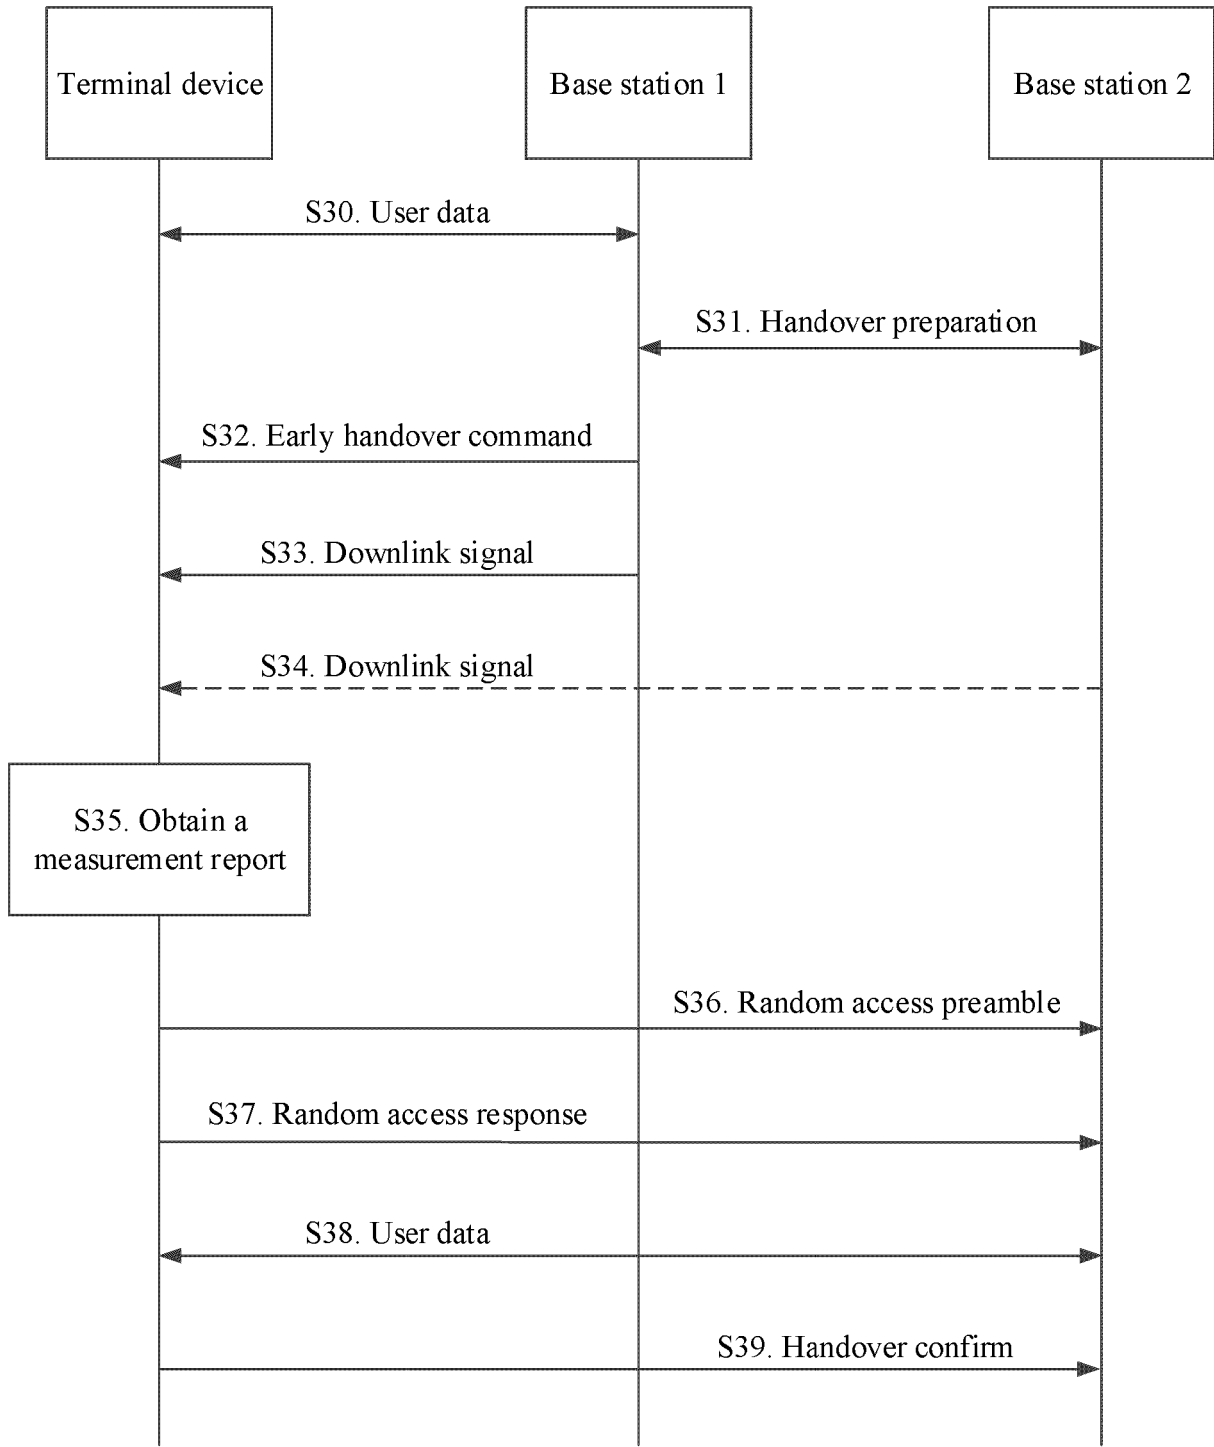 Terminal device
Base station 1
Base station 2
S30. User data
S31. Handover preparation
S32. Early handover command
S33. Downlink signal
S34. Downlink signal
S35. Obtain a
measurement report
S36. Random access preamble
S37. Random access response
S38. User data
S39. Handover confirm